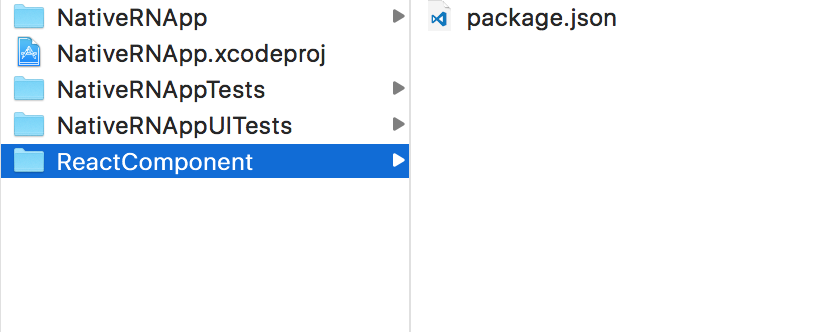 NativeRNApp
NativeRNApp.xcodeproj
NativeRNAppTests
NativeRNAppUITests
ReactComponent
package.json